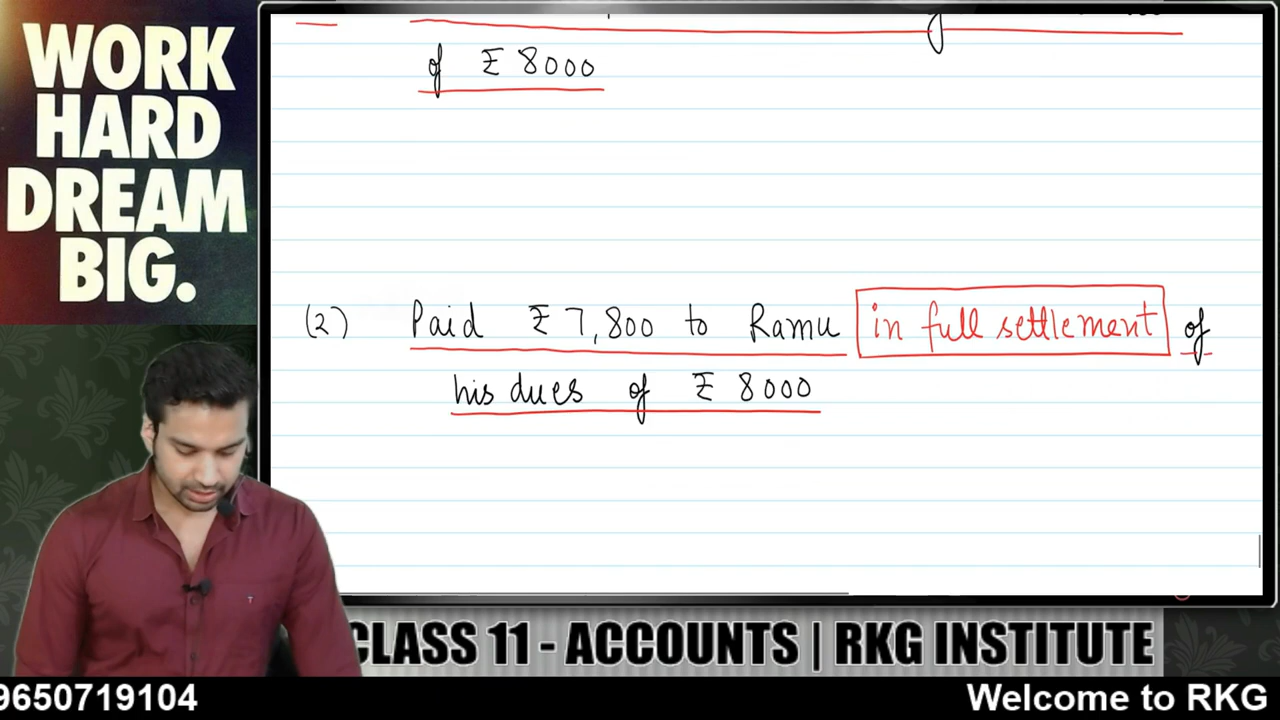 WORK
HARD
DREAM
BIG.
of ₹ 8000
(2) Paid ₹ 7,800 to Ramu in full settlement of
his dues of ₹ 8000
CLASS 11 - ACCOUNTS | RKG INSTITUTE
9650719104
Welcome to RKG